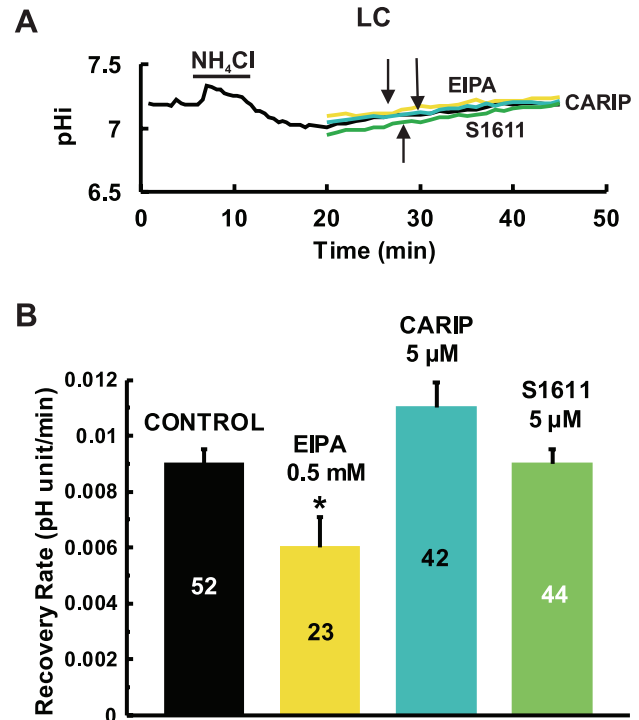 A
LC
NH₄Cl
7.5
7
6.5
pHi
EIPA
CARIP
S1611
0
10
20
30
40
50
Time (min)
B
CARIP
5 µM
0.012
0.01
0.008
0.006
0.004
0.002
0
Recovery Rate (pH unit/min)
CONTROL
EIPA
0.5 mM
*
S1611
5 µM
52
23
42
44